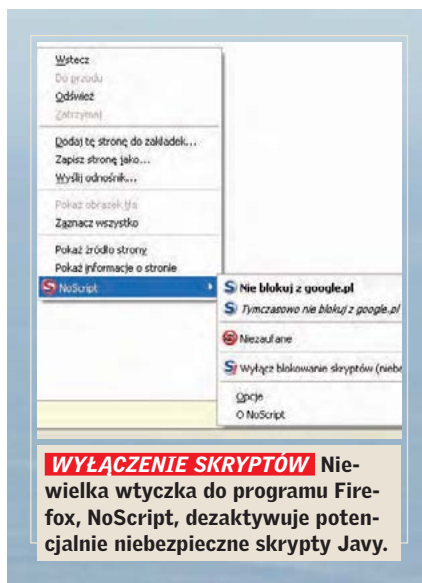 Wstecz
Do przodu
Odśwież
Zatrzymaj
Dodaj tę stronę do zakładek...
Zapisz stronę jako...
Wyślij odnośnik...
Pokaż obrazek tła
Zaznacz wszystko
Pokaż źródło strony
Pokaż informacje o stronie
NoScript
Nie blokuj z google.pl
Tymczasowo nie blokuj z google.pl
Niezaufane
Wyłącz blokowanie skryptów (niebe
Opcje
O NoScript
WYŁĄCZENIE SKRYPTÓW Nie-
wielka wtyczka do programu Fire-
fox, NoScript, dezaktywuje poten-
cjalnie niebezpieczne skrypty Javy.